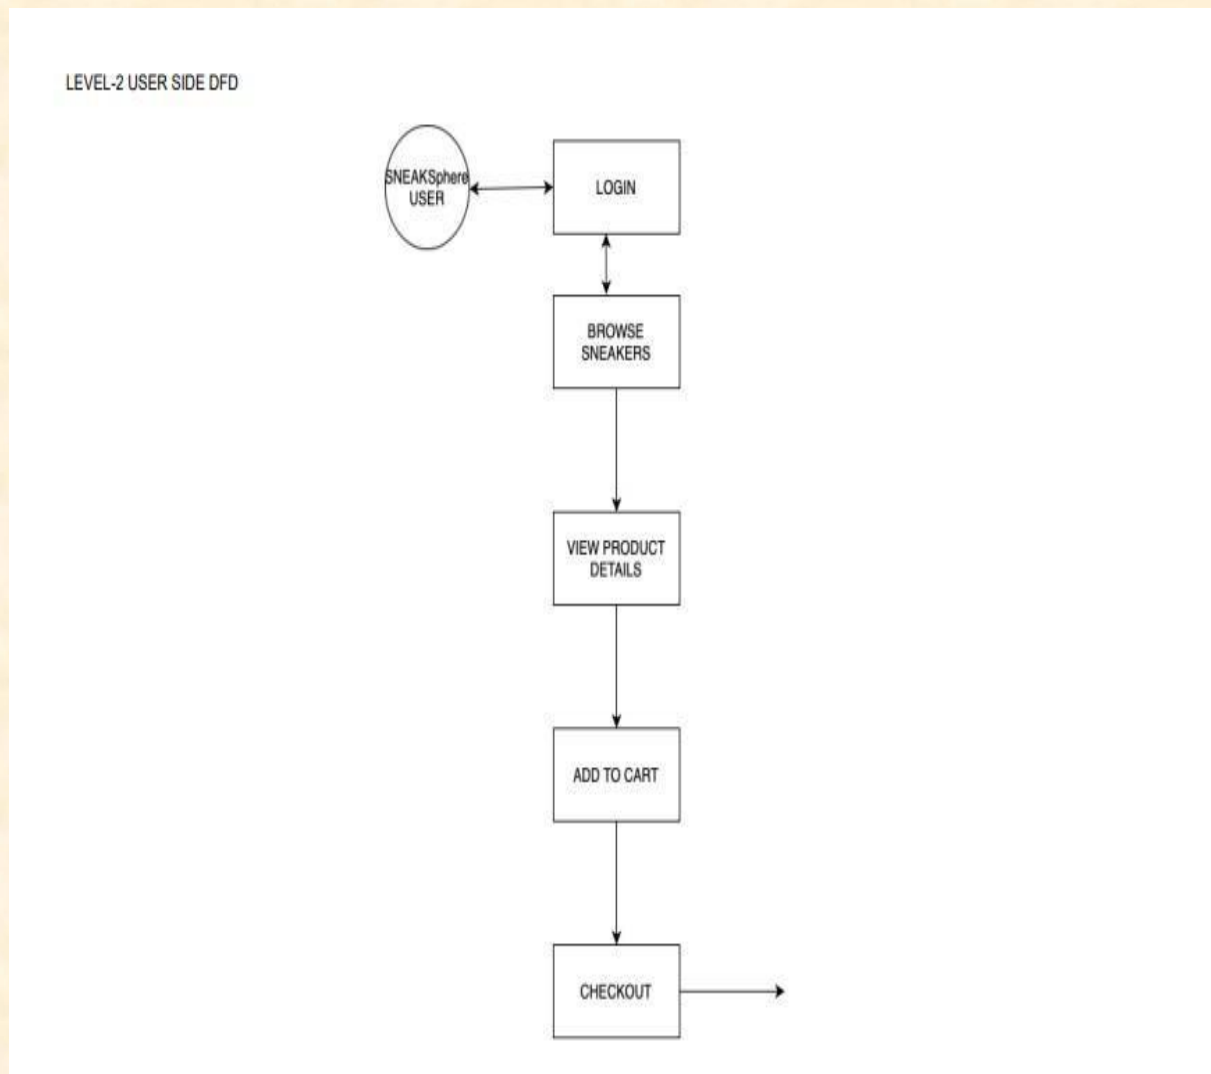 LEVEL-2 USER SIDE DFD
SNEAKSphere
USER
LOGIN
BROWSE
SNEAKERS
VIEW PRODUCT
DETAILS
ADD TO CART
CHECKOUT